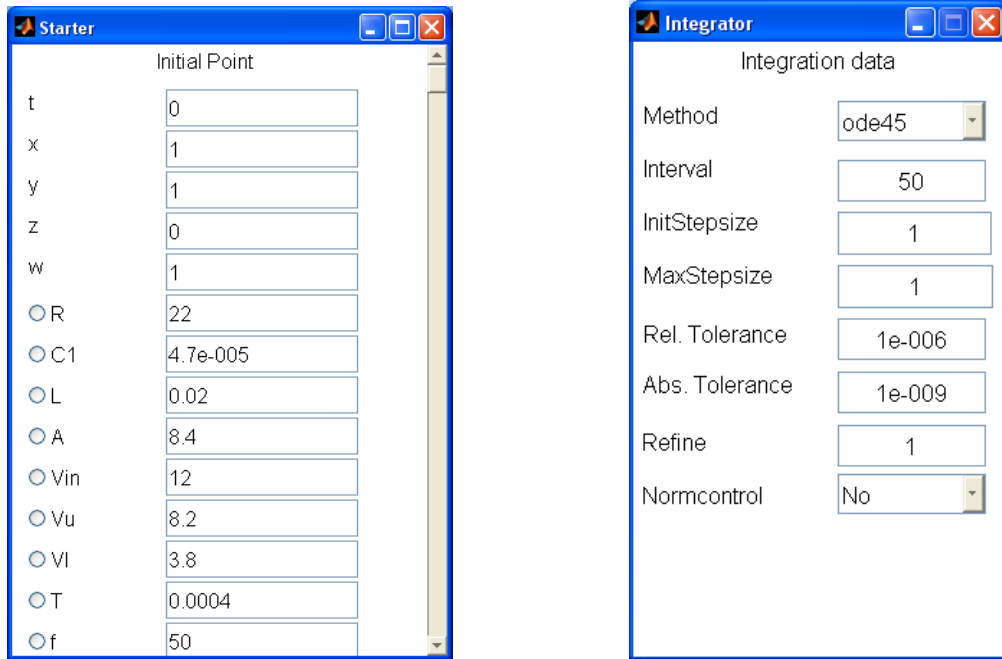 Starter
Initial Point
t 0
x 1
y 1
z 0
w 1
R 22
C1 4.7e-005
L 0.02
A 8.4
Vin 12
Vu 8.2
Vl 3.8
T 0.0004
f 50
Integrator
Integration data
Method ode45
Interval 50
InitStepsize 1
MaxStepsize 1
Rel. Tolerance 1e-006
Abs. Tolerance 1e-009
Refine 1
Normcontrol No